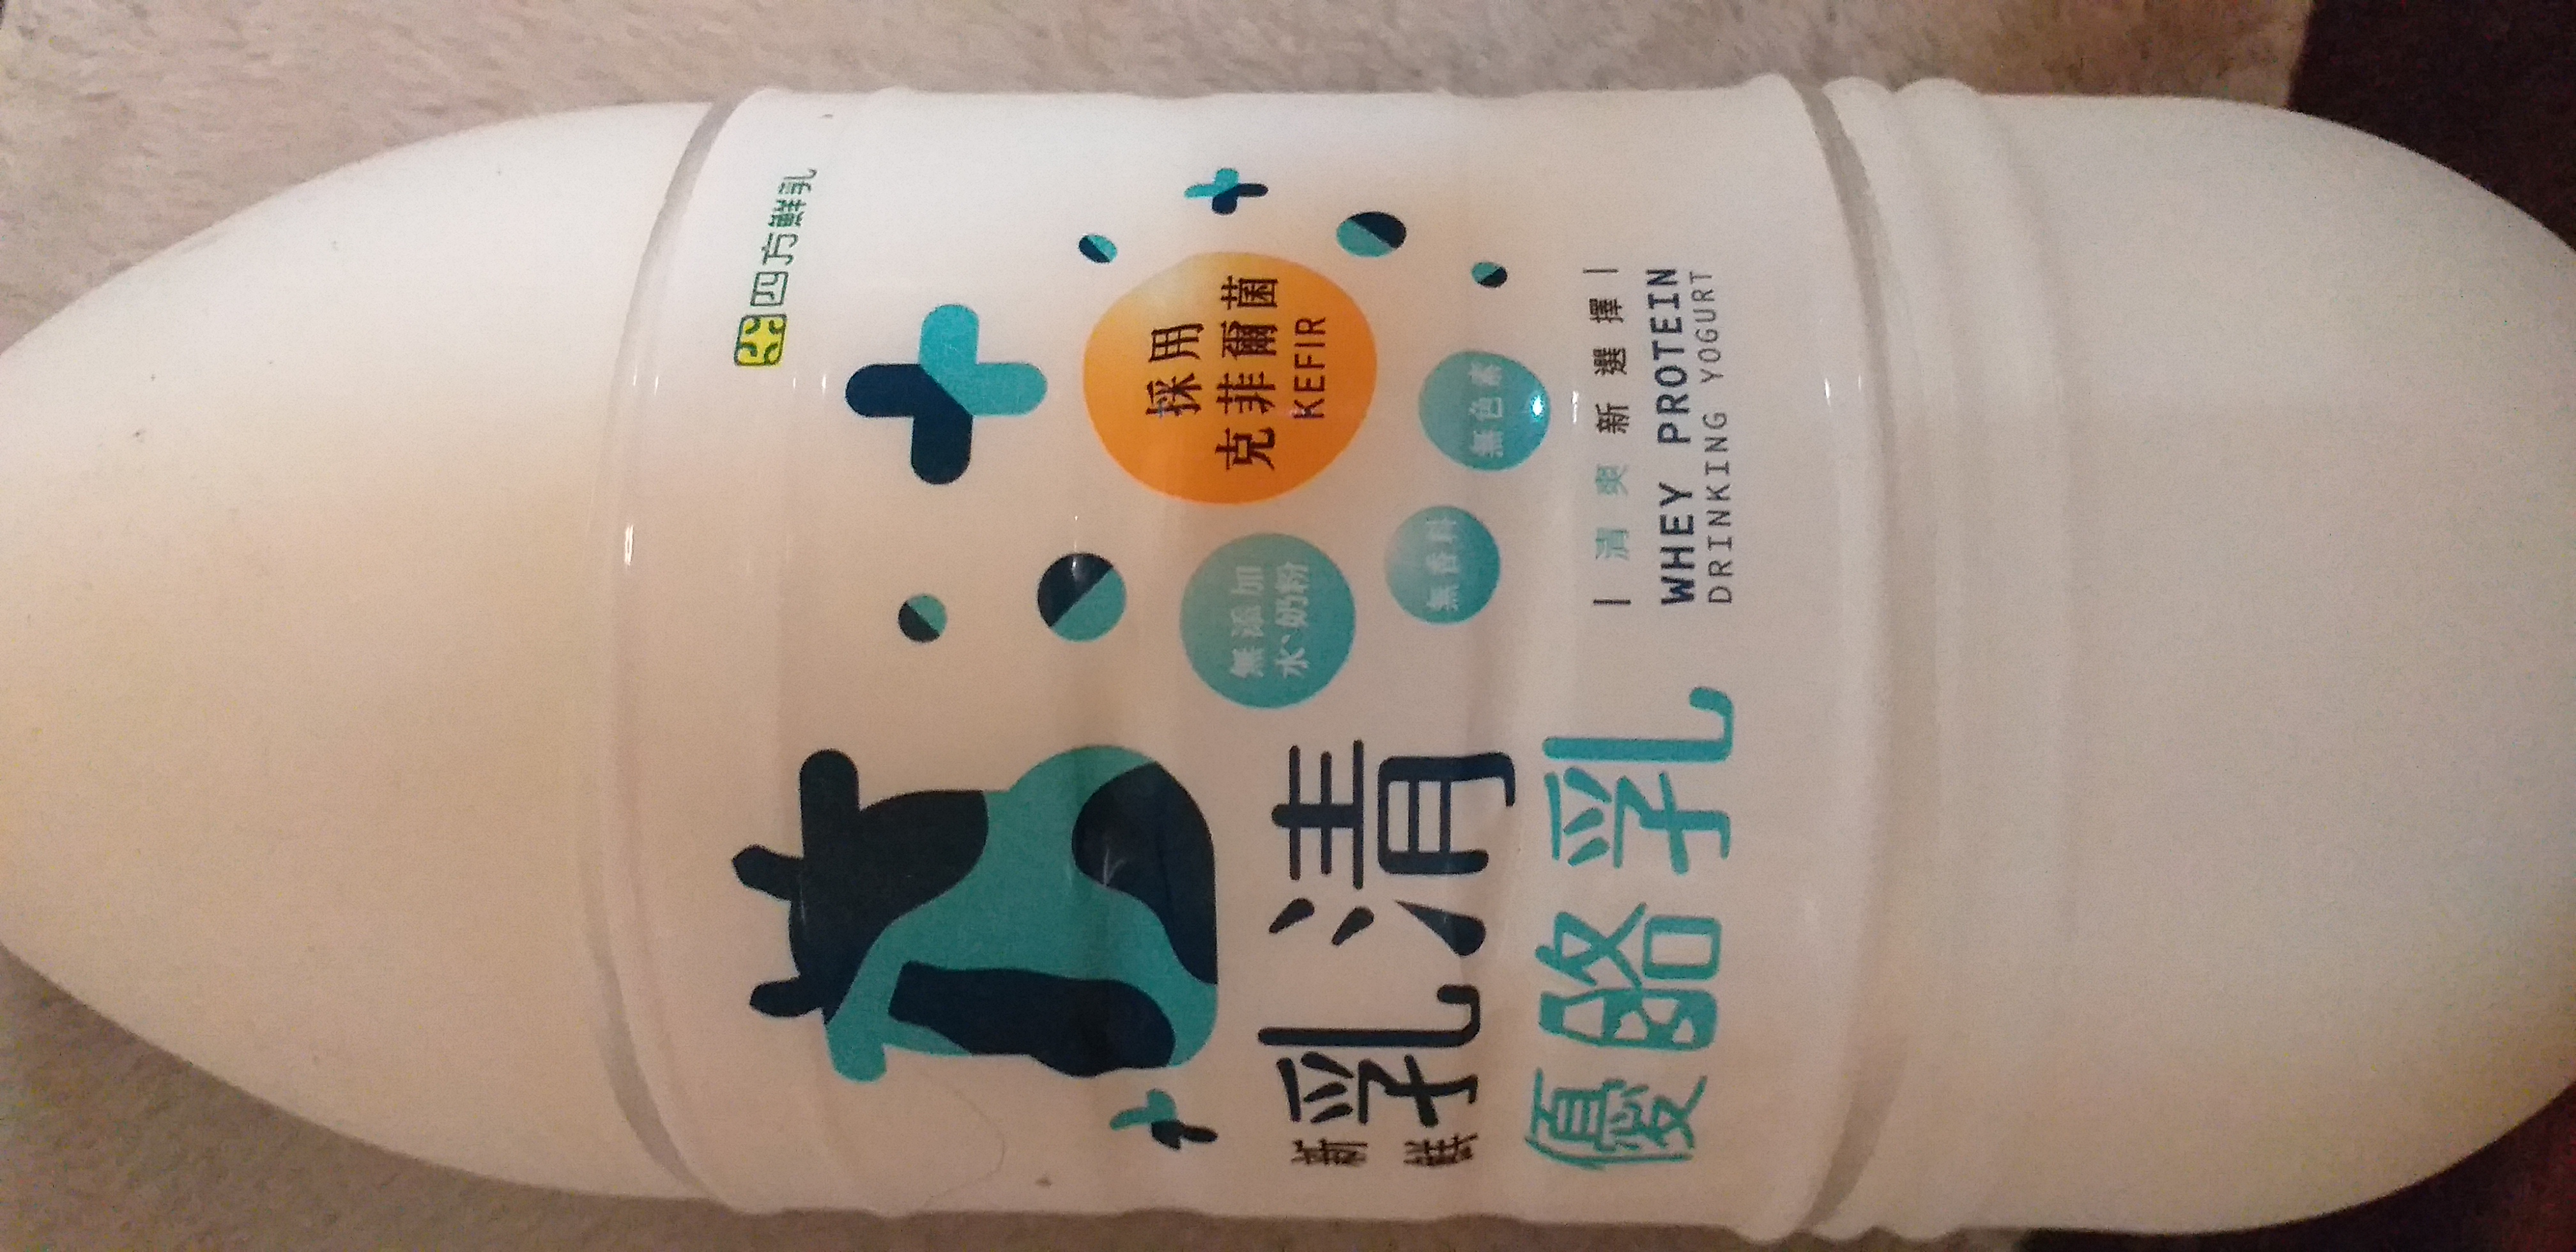 四方鮮乳
採用
克菲爾菌
KEFIR
無添加
水、奶粉
無香料
無色素
新鮮
乳清
優酪乳
| 清爽新選擇 |
WHEY PROTEIN
DRINKING YOGURT